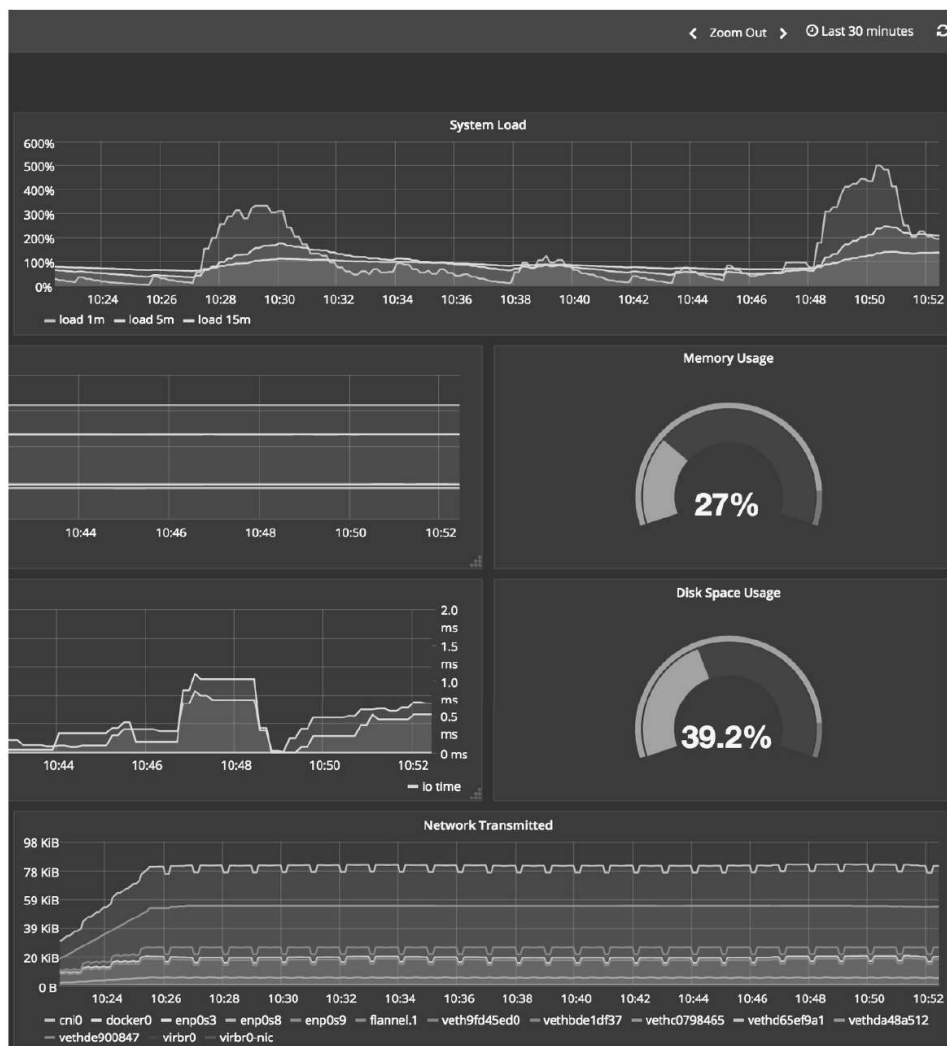 Zoom Out Last 30 minutes
System Load
600%
500%
400%
300%
200%
100%
0%
10:24 10:26 10:28 10:30 10:32 10:34 10:36 10:38 10:40 10:42 10:44 10:46 10:48 10:50 10:52
load 1m load 5m load 15m
10:44 10:46 10:48 10:50 10:52
Memory Usage
27%
2.0 ms
1.5 ms
1.0 ms
0.5 ms
0 ms
10:44 10:46 10:48 10:50 10:52
io time
Disk Space Usage
39.2%
Network Transmitted
98 KiB
78 KiB
59 KiB
39 KiB
20 KiB
0 B
10:24 10:26 10:28 10:30 10:32 10:34 10:36 10:38 10:40 10:42 10:44 10:46 10:48 10:50 10:52
cni0 docker0 enp0s3 enp0s8 enp0s9 flannel.1 veth9fd45ed0 vethbde1df37 vethc0798465 vethd65ef9a1 vethda48a512
vethde900847 virbr0 virbr0-nic